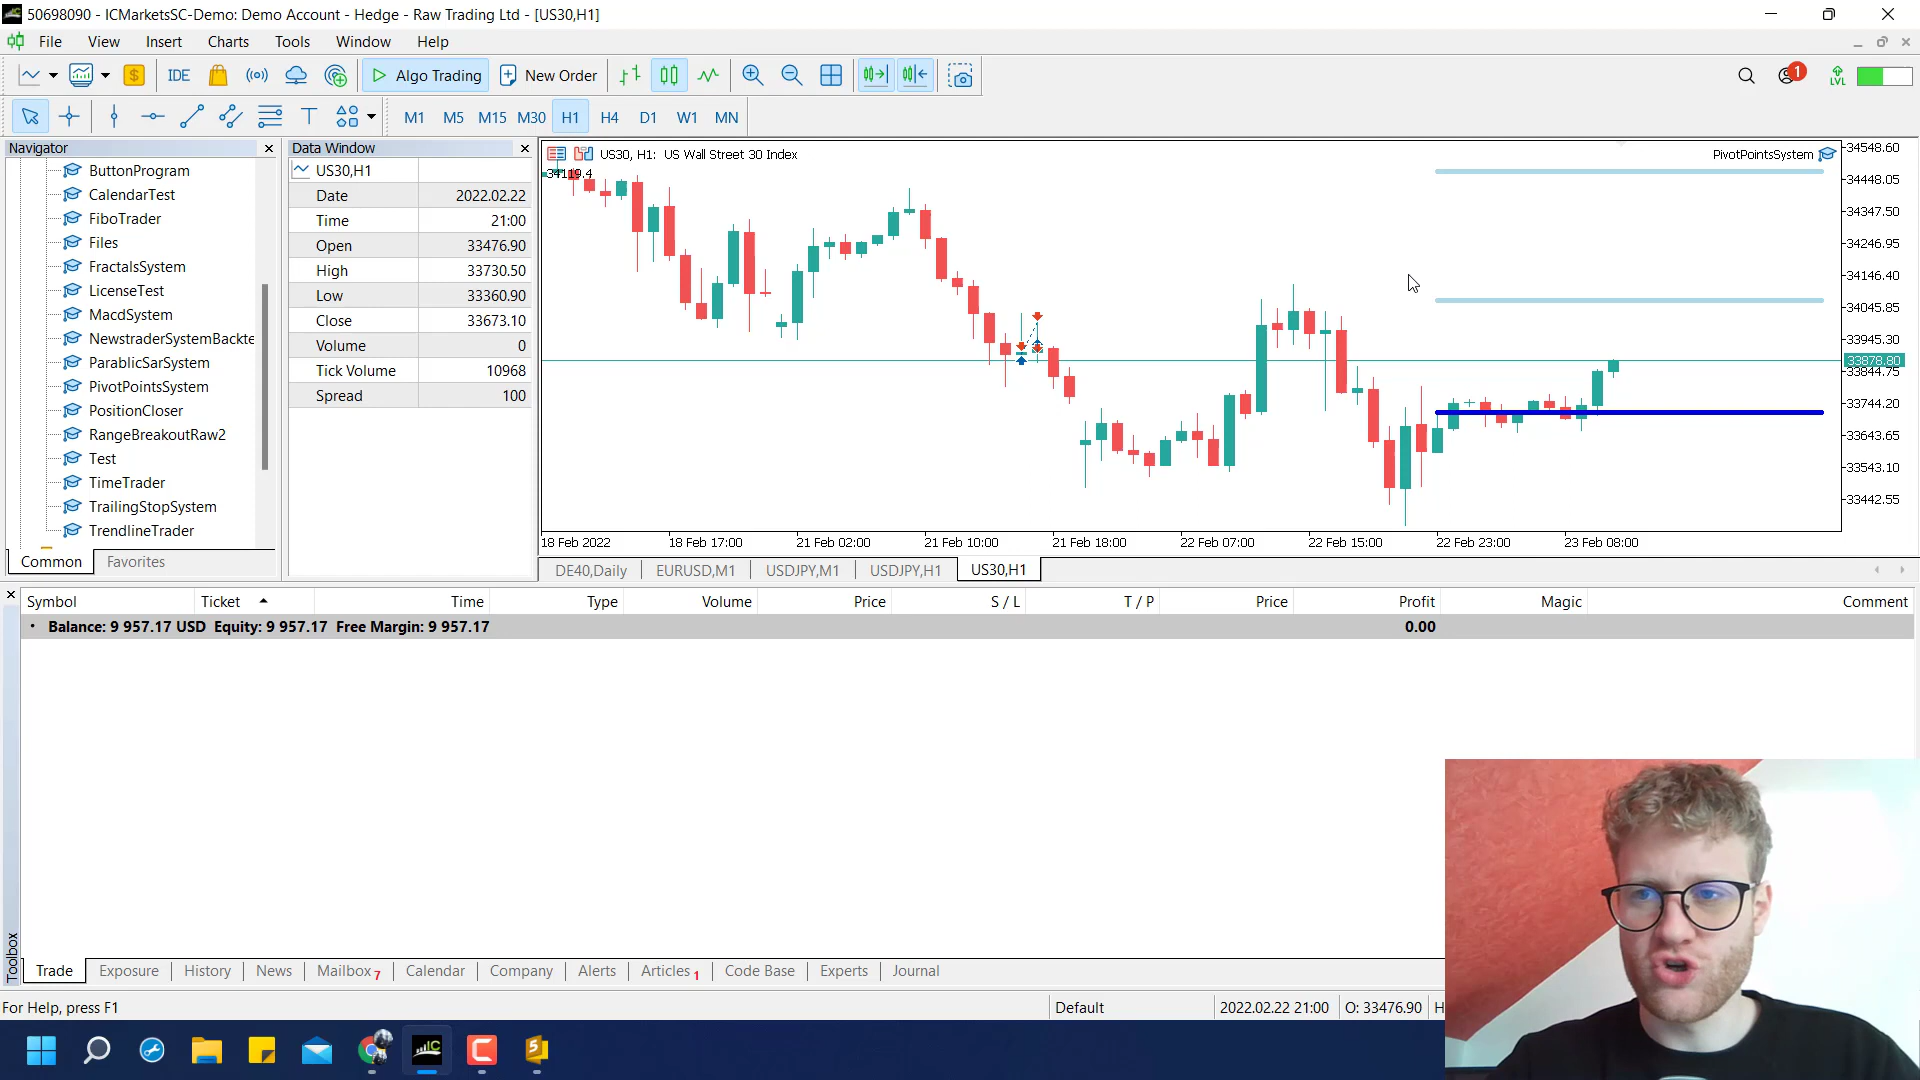 50698090 - ICMarketsSC-Demo: Demo Account - Hedge - Raw Trading Ltd - [US30,H1]
File View Insert Charts Tools Window Help
IDE Algo Trading New Order 1 LVL
M1 M5 M15 M30 H1 H4 D1 W1 MN
Navigator
ButtonProgram
CalendarTest
FiboTrader
Files
FractalsSystem
LicenseTest
MacdSystem
NewstraderSystemBackte
ParablicSarSystem
PivotPointsSystem
PositionCloser
RangeBreakoutRaw2
Test
TimeTrader
TrailingStopSystem
TrendlineTrader
Common Favorites
Data Window
US30,H1
Date 2022.02.22
Time 21:00
Open 33476.90
High 33730.50
Low 33360.90
Close 33673.10
Volume 0
Tick Volume 10968
Spread 100
US30, H1: US Wall Street 30 Index
34119.4
PivotPointsSystem
34548.60
34448.05
34347.50
34246.95
34146.40
34045.85
33945.30
33878.80
33844.75
33744.20
33643.65
33543.10
33442.55
18 Feb 2022 18 Feb 17:00 21 Feb 02:00 21 Feb 10:00 21 Feb 18:00 22 Feb 07:00 22 Feb 15:00 22 Feb 23:00 23 Feb 08:00
DE40,Daily EURUSD,M1 USDJPY,M1 USDJPY,H1 US30,H1
Symbol Ticket Time Type Volume Price S / L T / P Price Profit Magic Comment
Balance: 9 957.17 USD Equity: 9 957.17 Free Margin: 9 957.17 0.00
Toolbox
Trade Exposure History News Mailbox 7 Calendar Company Alerts Articles 1 Code Base Experts Journal
For Help, press F1 Default 2022.02.22 21:00 O: 33476.90 H
IC